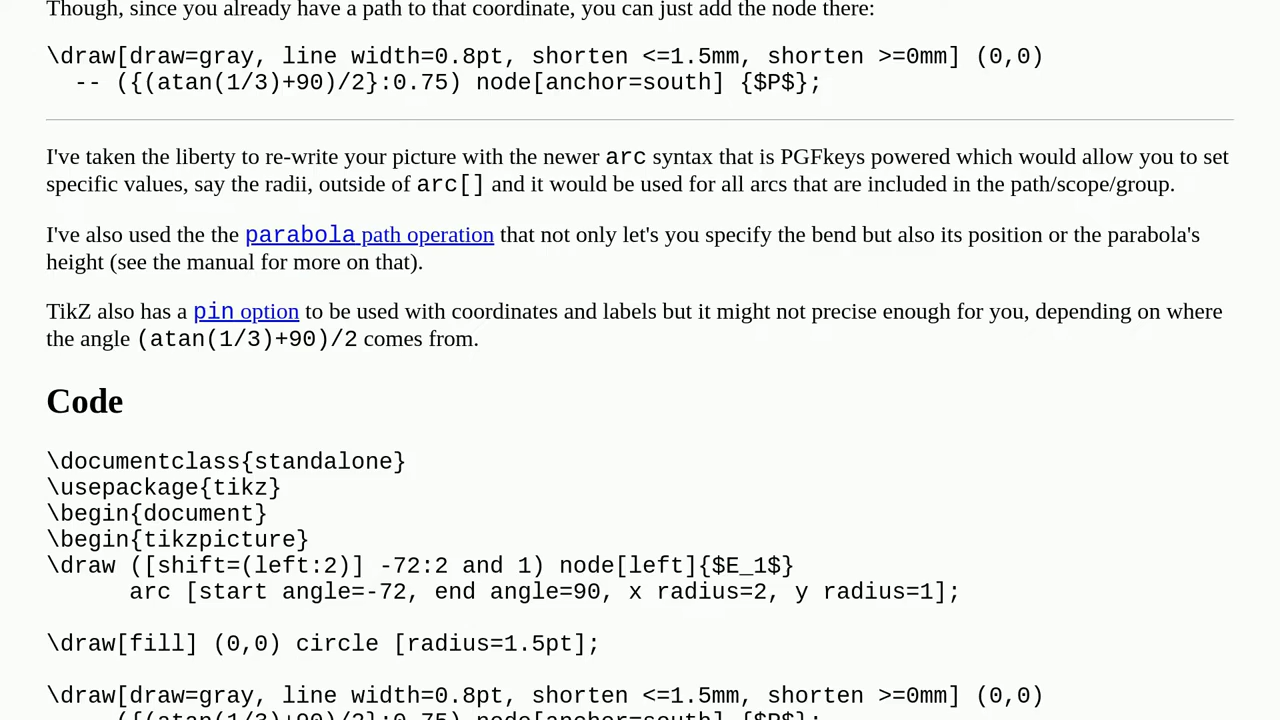 Though, since you already have a path to that coordinate, you can just add the node there:
\draw[draw=gray, line width=0.8pt, shorten <=1.5mm, shorten >=0mm] (0,0)
  -- ({(atan(1/3)+90)/2}:0.75) node[anchor=south] {$P$};
I've taken the liberty to re-write your picture with the newer arc syntax that is PGFkeys powered which would allow you to set
specific values, say the radii, outside of arc[] and it would be used for all arcs that are included in the path/scope/group.
I've also used the the parabola path operation that not only let's you specify the bend but also its position or the parabola's
height (see the manual for more on that).
TikZ also has a pin option to be used with coordinates and labels but it might not precise enough for you, depending on where
the angle (atan(1/3)+90)/2 comes from.
Code
\documentclass{standalone}
\usepackage{tikz}
\begin{document}
\begin{tikzpicture}
\draw ([shift=(left:2)] -72:2 and 1) node[left]{$E_1$}
      arc [start angle=-72, end angle=90, x radius=2, y radius=1];
\draw[fill] (0,0) circle [radius=1.5pt];
\draw[draw=gray, line width=0.8pt, shorten <=1.5mm, shorten >=0mm] (0,0)
  -- ({(atan(1/3)+90)/2}:0.75) node[anchor=south] {$P$};